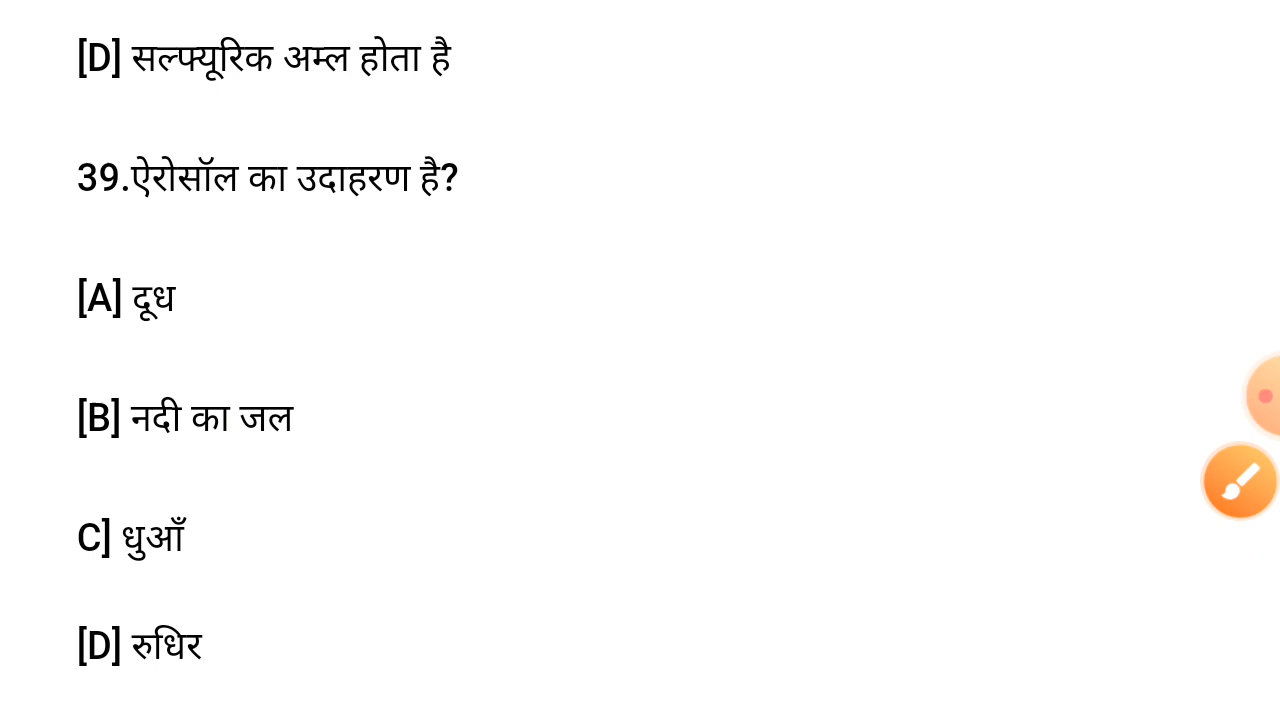 [D] सल्फ्यूरिक अम्ल होता है
39.ऐरोसॉल का उदाहरण है?
[A] दूध
[B] नदी का जल
C] धुआँ
[D] रुधिर